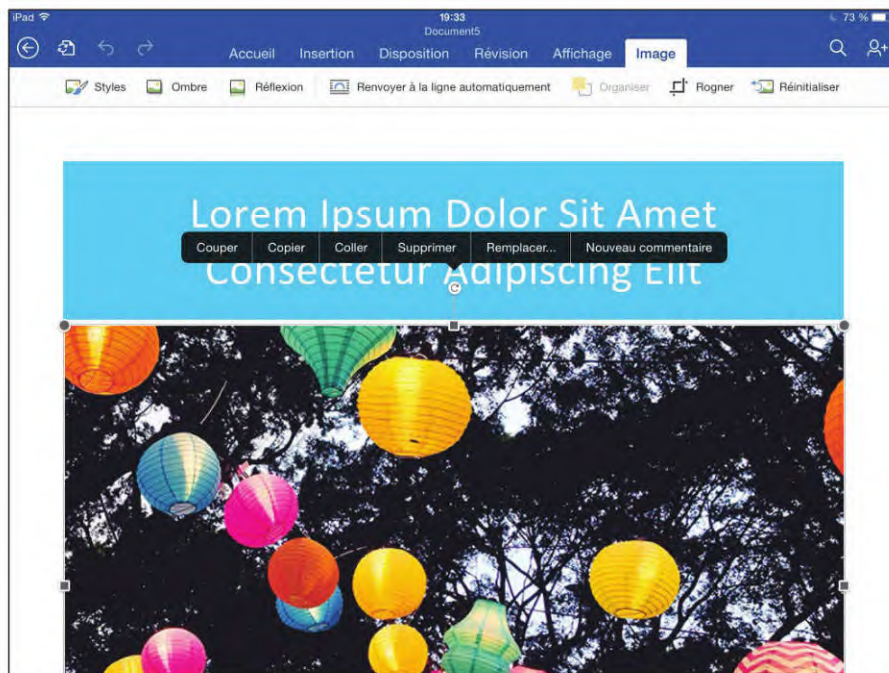 iPad 19:33 73 %
Document5
Accueil Insertion Disposition Révision Affichage Image
Styles Ombre Réflexion Renvoyer à la ligne automatiquement Organiser Rogner Réinitialiser
Lorem Ipsum Dolor Sit Amet
Couper Copier Coller Supprimer Remplacer... Nouveau commentaire
Consectetur Adipiscing Elit